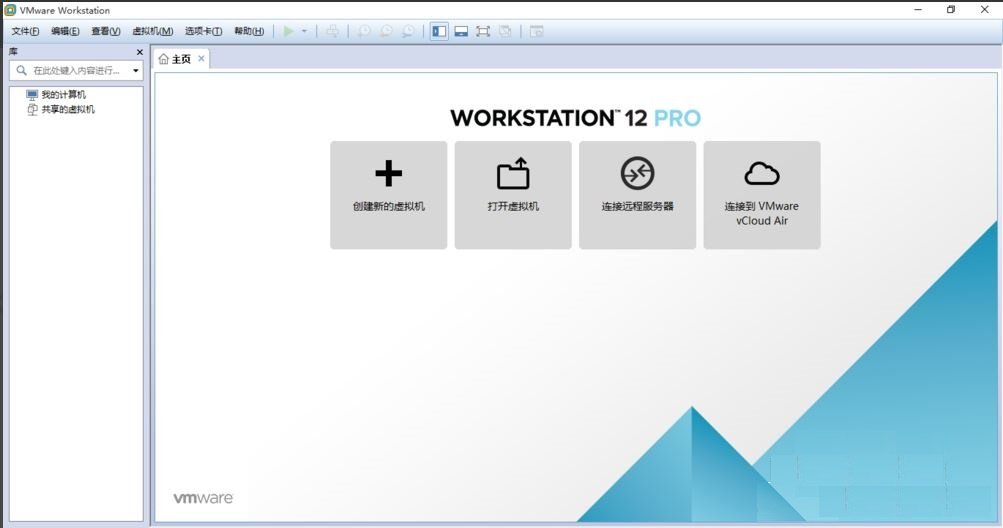 VMware Workstation
文件(F) 编辑(E) 查看(V) 虚拟机(M) 选项卡(T) 帮助(H)
库
在此处键入内容进行...
我的计算机
共享的虚拟机
主页
WORKSTATION™ 12 PRO
创建新的虚拟机
打开虚拟机
连接远程服务器
连接到 VMware
vCloud Air
vmware